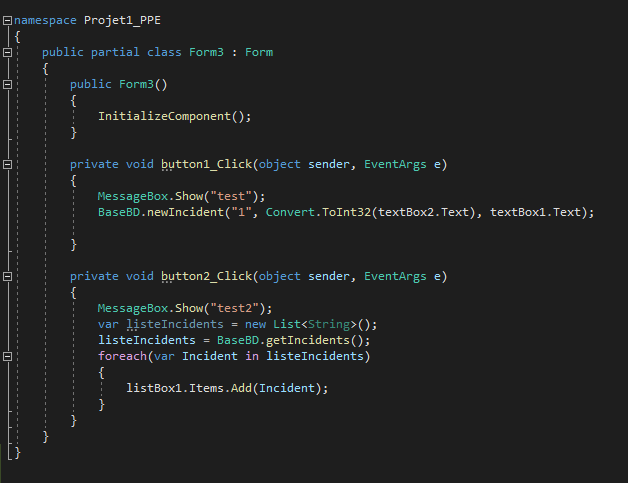 namespace Projet1_PPE
{
public partial class Form3 : Form
{
public Form3()
{
InitializeComponent();
}
private void button1_Click(object sender, EventArgs e)
{
MessageBox.Show("test");
BaseBD.newIncident("1", Convert.ToInt32(textBox2.Text), textBox1.Text);
}
private void button2_Click(object sender, EventArgs e)
{
MessageBox.Show("test2");
var listeIncidents = new List<String>();
listeIncidents = BaseBD.getIncidents();
foreach(var Incident in listeIncidents)
{
listBox1.Items.Add(Incident);
}
}
}
}